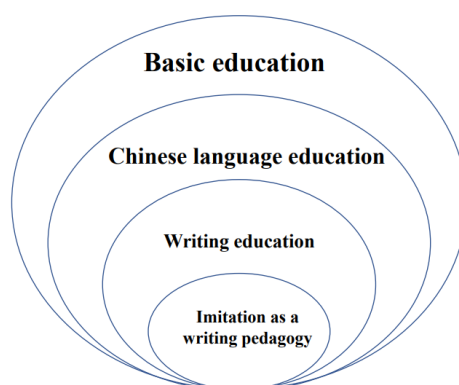 Basic education
Chinese language education
Writing education
Imitation as a
writing pedagogy